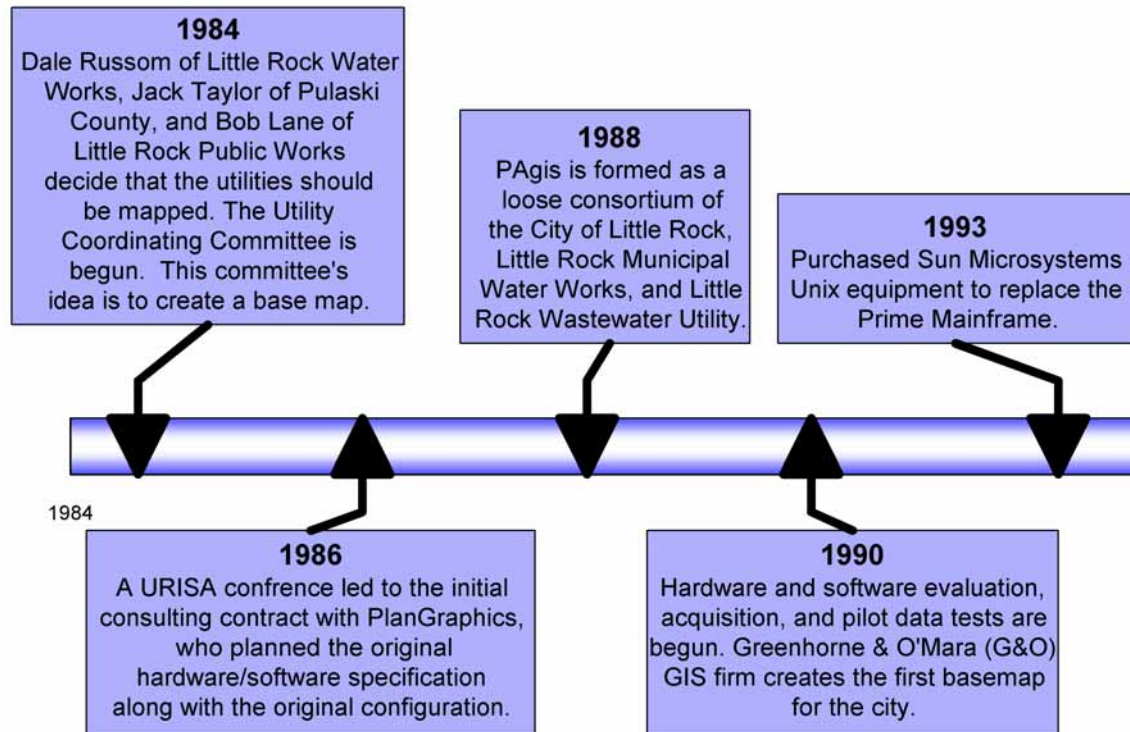 1984
Dale Russom of Little Rock Water
Works, Jack Taylor of Pulaski
County, and Bob Lane of
Little Rock Public Works
decide that the utilities should
be mapped. The Utility
Coordinating Committee is
begun. This committee's
idea is to create a base map.
1988
PAgis is formed as a
loose consortium of
the City of Little Rock,
Little Rock Municipal
Water Works, and Little
Rock Wastewater Utility.
1993
Purchased Sun Microsystems
Unix equipment to replace the
Prime Mainframe.
1984
1986
A URISA confrence led to the initial
consulting contract with PlanGraphics,
who planned the original
hardware/software specification
along with the original configuration.
1990
Hardware and software evaluation,
acquisition, and pilot data tests are
begun. Greenhorne & O'Mara (G&O)
GIS firm creates the first basemap
for the city.